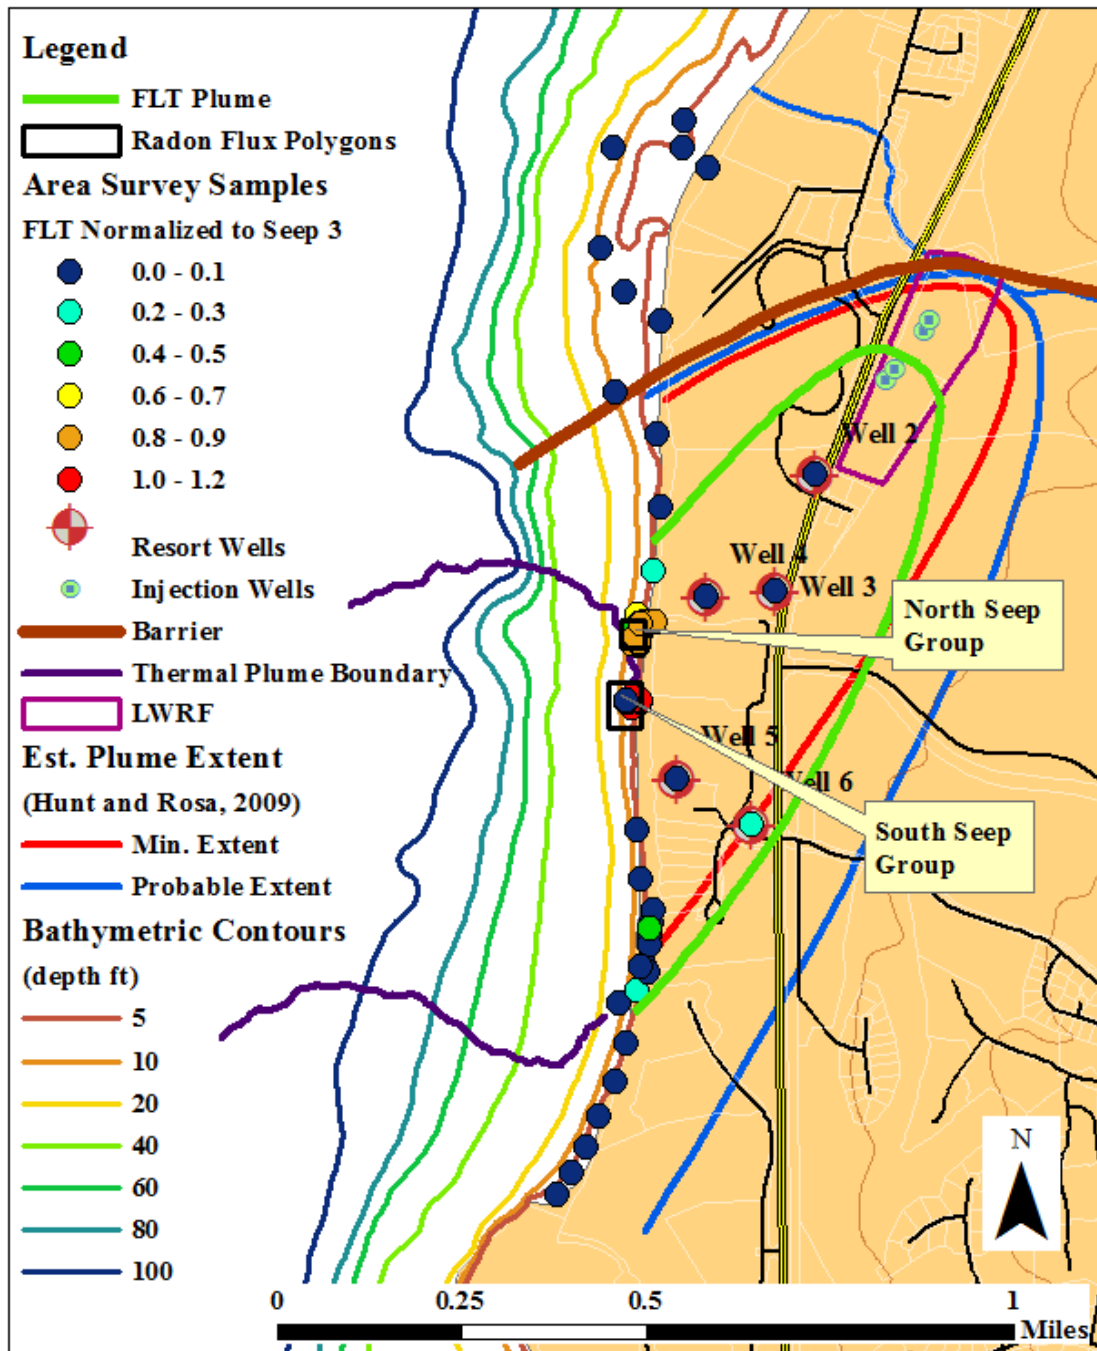 Legend
FLT Plume
Radon Flux Polygons
Area Survey Samples
FLT Normalized to Seep 3
0.0 - 0.1
0.2 - 0.3
0.4 - 0.5
0.6 - 0.7
0.8 - 0.9
1.0 - 1.2
Resort Wells
Injection Wells
Barrier
Thermal Plume Boundary
LWRF
Est. Plume Extent
(Hunt and Rosa, 2009)
Min. Extent
Probable Extent
Bathymetric Contours
(depth ft)
5
10
20
40
60
80
100
Well 2
Well 4
Well 3
North Seep
Group
Well 5
Well 6
South Seep
Group
N
0 0.25 0.5 1
Miles